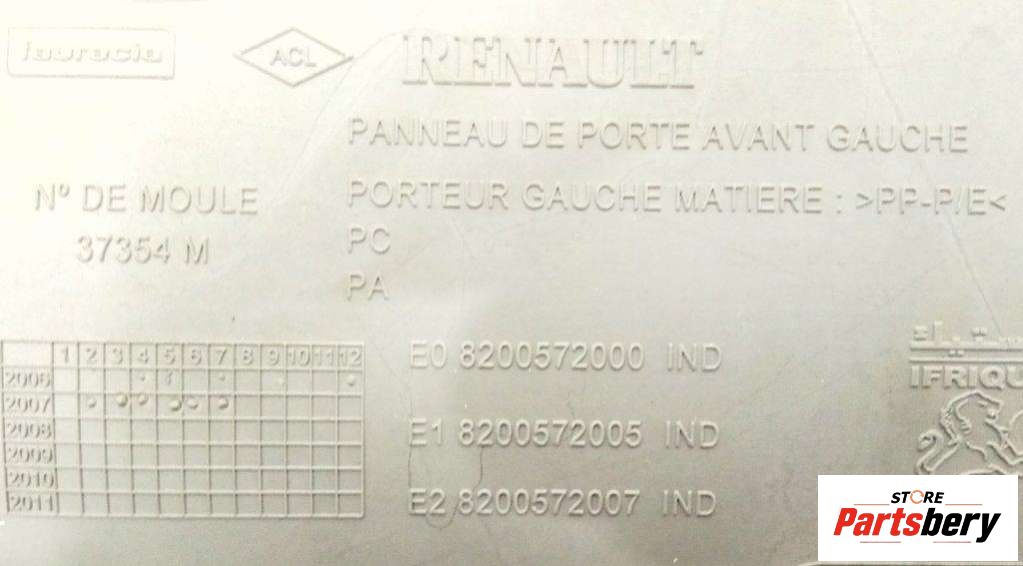 faurecia ACL RENAULT
PANNEAU DE PORTE AVANT GAUCHE
N° DE MOULE
37354 M
PORTEUR GAUCHE MATIERE : >PP-P/E<
PC
PA
1 2 3 4 5 6 7 8 9 10 11 12
2006
2007
2008
2009
2010
2011
E0 8200572000 IND
E1 8200572005 IND
E2 8200572007 IND
IFRIQU
STORE
Partsbery